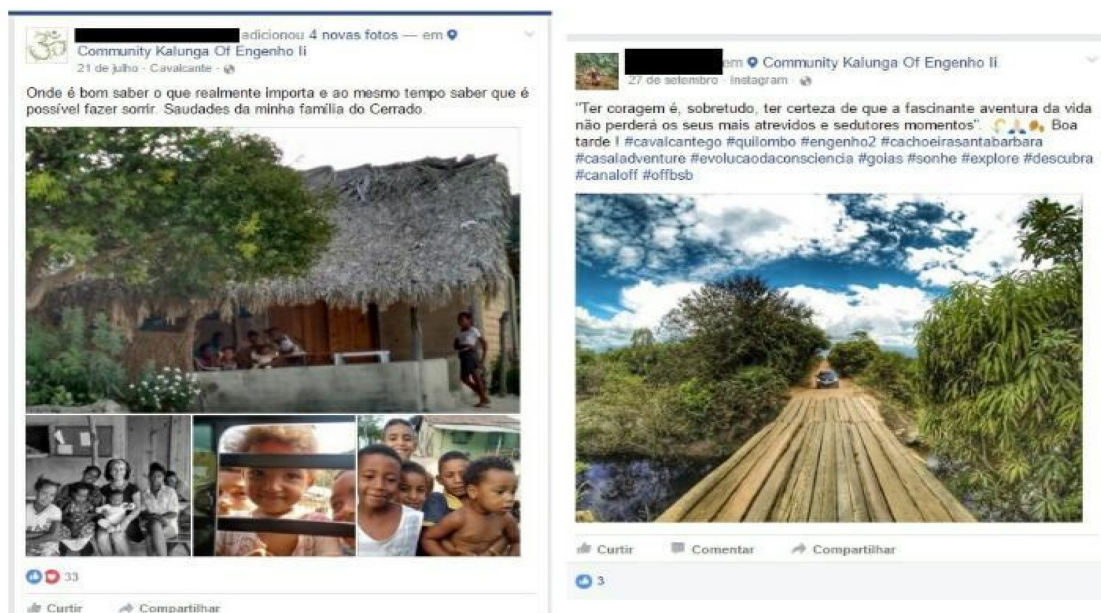 adicionou 4 novas fotos — em
Community Kalunga Of Engenho Ii
21 de julho · Cavalcante ·
Onde é bom saber o que realmente importa e ao mesmo tempo saber que é
possível fazer sorrir. Saudades da minha família do Cerrado.
33
Curtir Compartilhar
em Community Kalunga Of Engenho Ii
27 de setembro · Instagram ·
"Ter coragem é, sobretudo, ter certeza de que a fascinante aventura da vida
não perderá os seus mais atrevidos e sedutores momentos". Boa
tarde ! #cavalcantego #quilombo #engenho2 #cachoeirasantabarbara
#casaladventure #evolucaodaconsciencia #goias #sonhe #explore #descubra
#canaloff #offbsb
Curtir Comentar Compartilhar
3